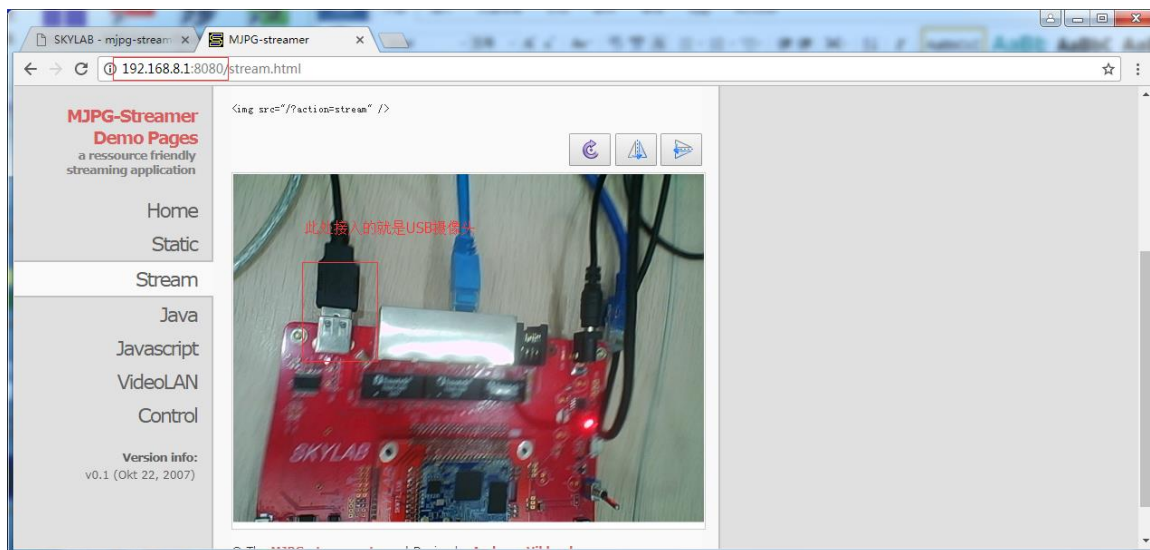 SKYLAB - mjpg-stream
MJPG-streamer
192.168.8.1:8080/stream.html
MJPG-Streamer
Demo Pages
a ressource friendly
streaming application
Home
Static
Stream
Java
Javascript
VideoLAN
Control
Version info:
v0.1 (Okt 22, 2007)
<img src="/?action=stream" />
此处接入的就是USB摄像头
SKYLAB